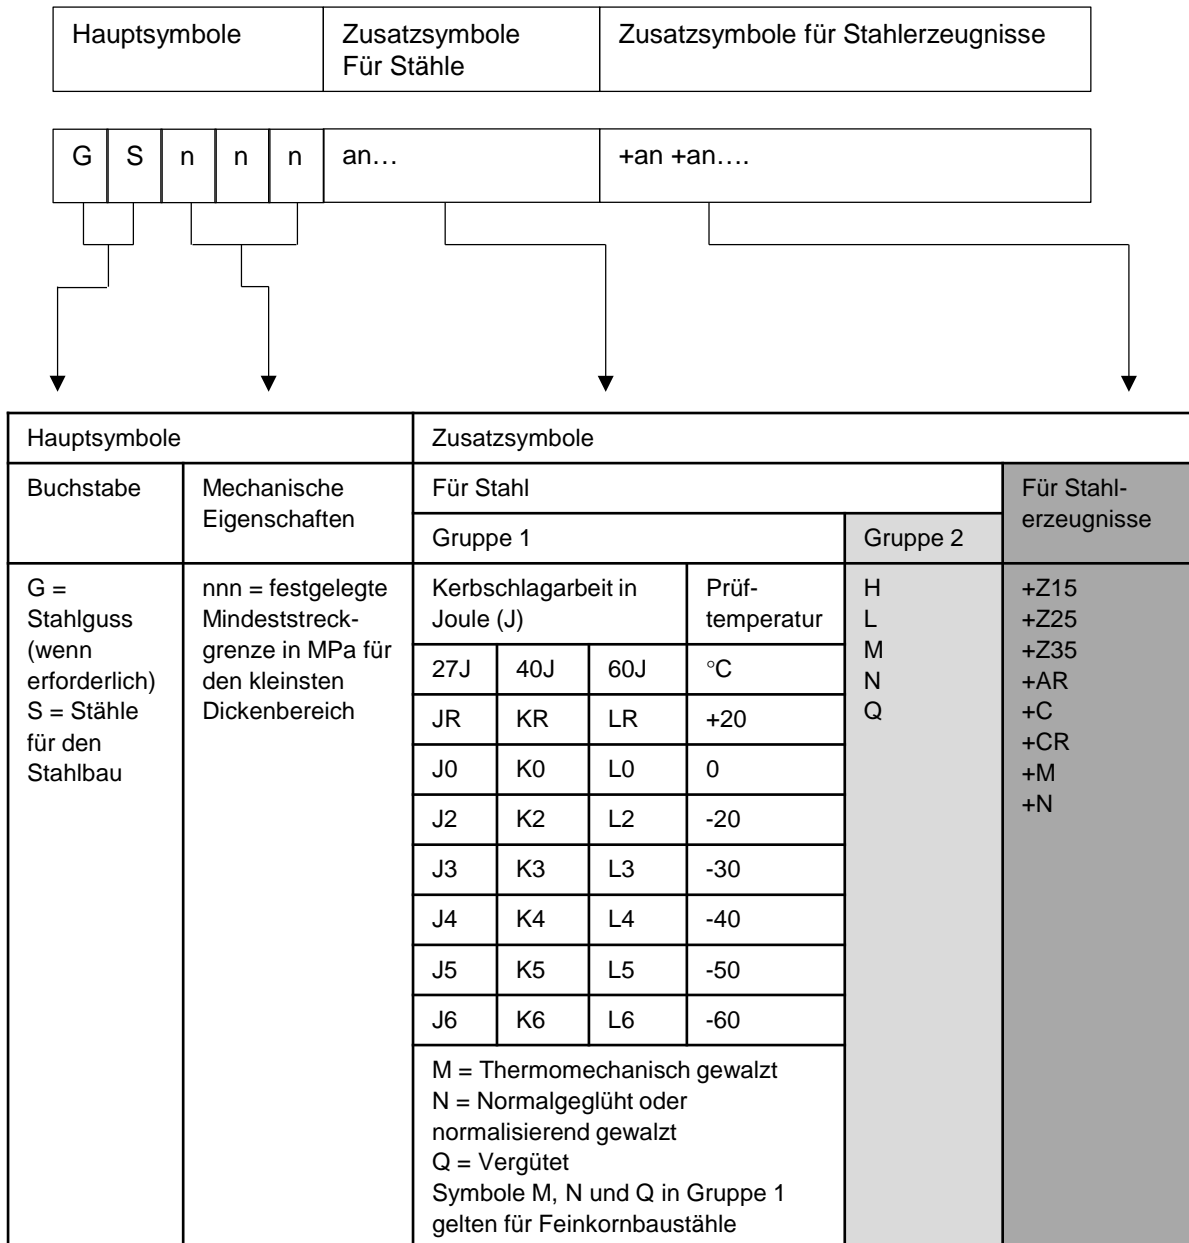 Hauptsymbole
Zusatzsymbole
Für Stähle
Zusatzsymbole für Stahlerzeugnisse
G S n n n an… +an +an….
Hauptsymbole
Zusatzsymbole
Buchstabe
Mechanische
Eigenschaften
Für Stahl
Für Stahl-
erzeugnisse
Gruppe 1
Gruppe 2
G =
Stahlguss
(wenn
erforderlich)
S = Stähle
für den
Stahlbau
nnn = festgelegte
Mindeststreck-
grenze in MPa für
den kleinsten
Dickenbereich
Kerbschlagarbeit in
Joule (J)
Prüf-
temperatur
27J 40J 60J °C
JR KR LR +20
J0 K0 L0 0
J2 K2 L2 -20
J3 K3 L3 -30
J4 K4 L4 -40
J5 K5 L5 -50
J6 K6 L6 -60
M = Thermomechanisch gewalzt
N = Normalgeglüht oder
normalisierend gewalzt
Q = Vergütet
Symbole M, N und Q in Gruppe 1
gelten für Feinkornbaustähle
H
L
M
N
Q
+Z15
+Z25
+Z35
+AR
+C
+CR
+M
+N